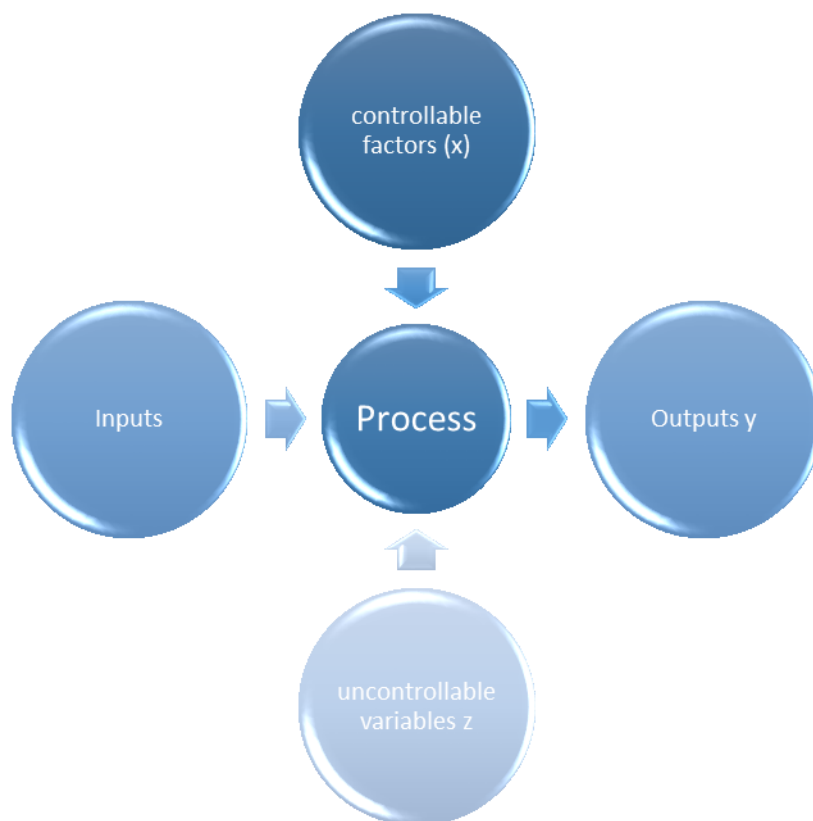 controllable
factors (x)
Inputs
Process
Outputs y
uncontrollable
variables z